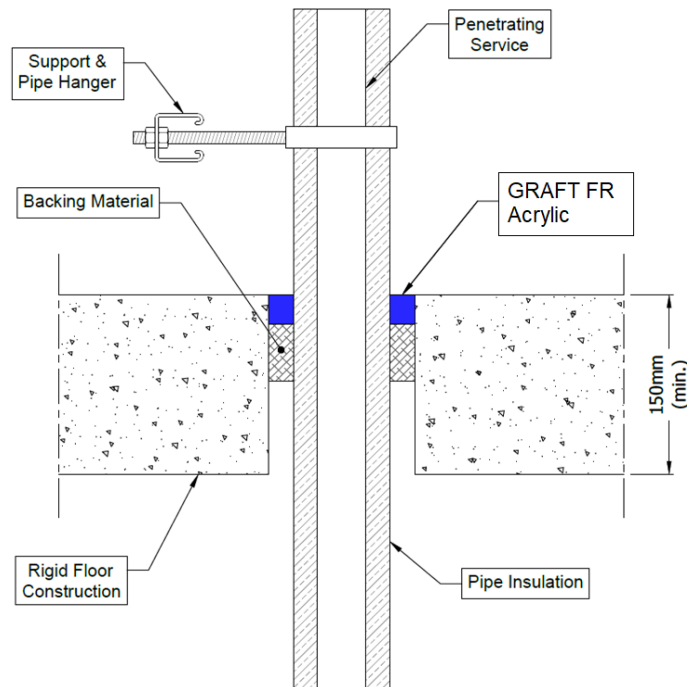 Penetrating
Service
Support &
Pipe Hanger
GRAFT FR
Acrylic
Backing Material
150mm
(min.)
Rigid Floor
Construction
Pipe Insulation